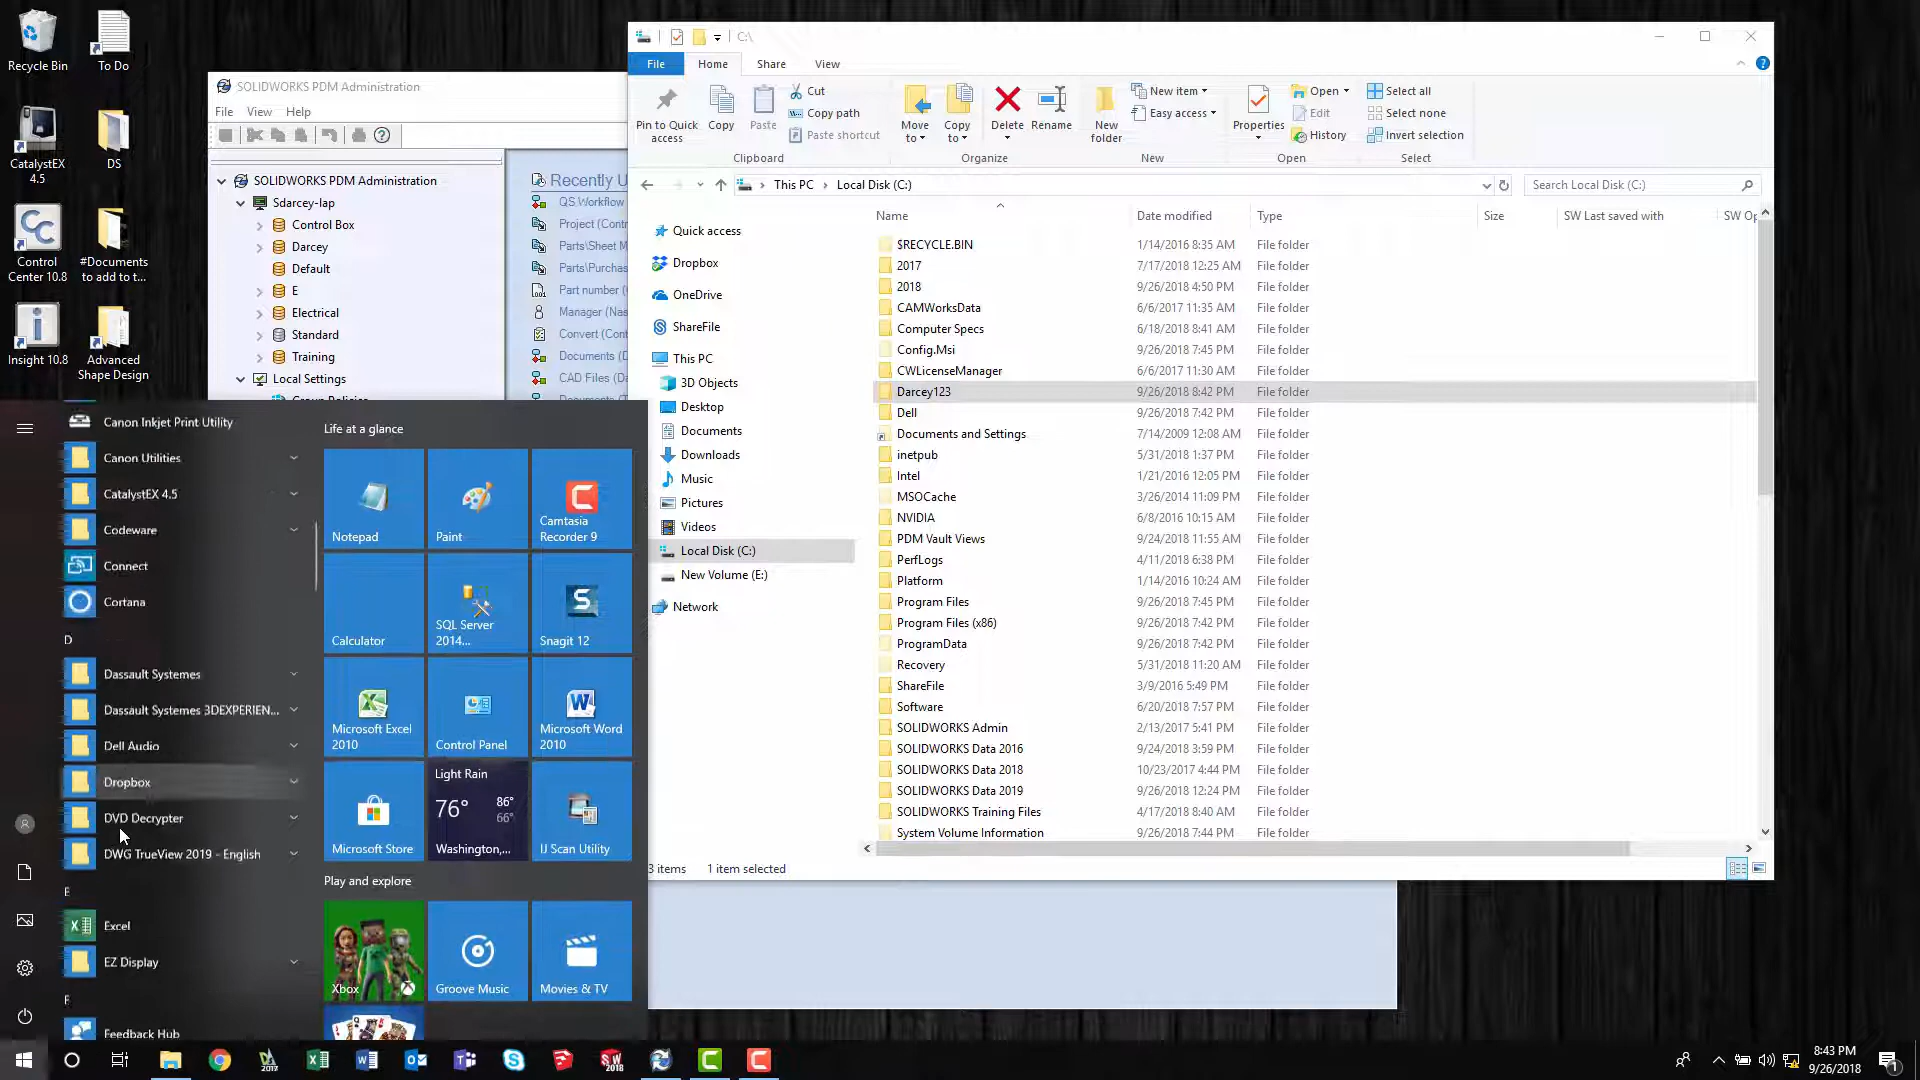 Recycle Bin
To Do
CatalystEX
4.5
DS
Control
Center 10.8
#Documents
to add to t...
Insight 10.8
Advanced
Shape Design
SOLIDWORKS PDM Administration
File View Help
SOLIDWORKS PDM Administration
Sdarcey-lap
Control Box
Darcey
Default
E
Electrical
Standard
Training
Local Settings
Recently U
QS Workflow
Project (Contr
Parts\Sheet M
Parts\Purchas
Part number (
Manager (Nas
Convert (Cont
Documents (D
CAD Files (Da
C:\
File Home Share View
Pin to Quick
access
Copy
Paste
Cut
Copy path
Paste shortcut
Clipboard
Move
to
Copy
to
Delete
Rename
Organize
New
folder
New item
Easy access
New
Properties
Open
Edit
History
Open
Select all
Select none
Invert selection
Select
This PC Local Disk (C:)
Search Local Disk (C:)
Quick access
Dropbox
OneDrive
ShareFile
This PC
3D Objects
Desktop
Documents
Downloads
Music
Pictures
Videos
Local Disk (C:)
New Volume (E:)
Network
Name Date modified Type Size SW Last saved with SW Op
$RECYCLE.BIN 1/14/2016 8:35 AM File folder
2017 7/17/2018 12:25 AM File folder
2018 9/26/2018 4:50 PM File folder
CAMWorksData 6/6/2017 11:35 AM File folder
Computer Specs 6/18/2018 8:41 AM File folder
Config.Msi 9/26/2018 7:45 PM File folder
CWLicenseManager 6/6/2017 11:30 AM File folder
Darcey123 9/26/2018 8:42 PM File folder
Dell 9/26/2018 7:42 PM File folder
Documents and Settings 7/14/2009 12:08 AM File folder
inetpub 5/31/2018 1:37 PM File folder
Intel 1/21/2016 12:05 PM File folder
MSOCache 3/26/2014 11:09 PM File folder
NVIDIA 6/8/2016 10:15 AM File folder
PDM Vault Views 9/24/2018 11:55 AM File folder
PerfLogs 4/11/2018 6:38 PM File folder
Platform 1/14/2016 10:24 AM File folder
Program Files 9/26/2018 7:45 PM File folder
Program Files (x86) 9/26/2018 7:42 PM File folder
ProgramData 9/26/2018 7:42 PM File folder
Recovery 5/31/2018 11:20 AM File folder
ShareFile 3/9/2016 5:49 PM File folder
Software 6/20/2018 7:57 PM File folder
SOLIDWORKS Admin 2/13/2017 5:41 PM File folder
SOLIDWORKS Data 2016 9/24/2018 3:59 PM File folder
SOLIDWORKS Data 2018 10/23/2017 4:44 PM File folder
SOLIDWORKS Data 2019 9/26/2018 12:24 PM File folder
SOLIDWORKS Training Files 4/17/2018 8:40 AM File folder
System Volume Information 9/26/2018 7:44 PM File folder
3 items 1 item selected
Canon Inkjet Print Utility
Canon Utilities
CatalystEX 4.5
Codeware
Connect
Cortana
D
Dassault Systemes
Dassault Systemes 3DEXPERIEN...
Dell Audio
Dropbox
DVD Decrypter
DWG TrueView 2019 - English
E
Excel
EZ Display
F
Feedback Hub
Life at a glance
Notepad
Paint
Camtasia
Recorder 9
Calculator
SQL Server
2014...
Snagit 12
Microsoft Excel
2010
Control Panel
Microsoft Word
2010
Microsoft Store
Light Rain
76° 86°
66°
Washington,...
IJ Scan Utility
Play and explore
Xbox
Groove Music
Movies & TV
8:43 PM
9/26/2018